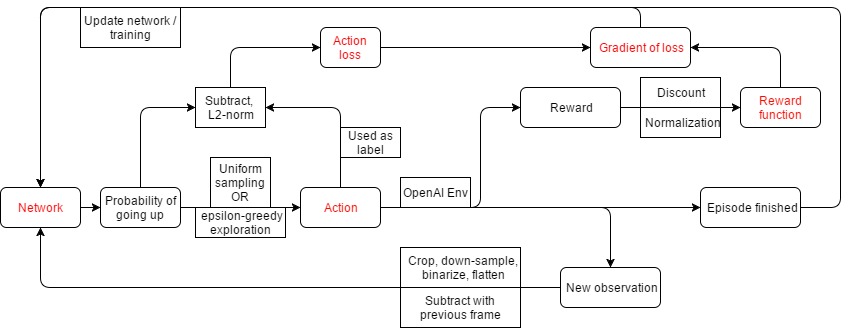 Update network /
training
Action
loss
Gradient of loss
Subtract,
L2-norm
Reward
Discount
Normalization
Reward
function
Used as
label
Network
Probability of
going up
Uniform
sampling
OR
epsilon-greedy
exploration
Action
OpenAI Env
Episode finished
Crop, down-sample,
binarize, flatten
Subtract with
previous frame
New observation